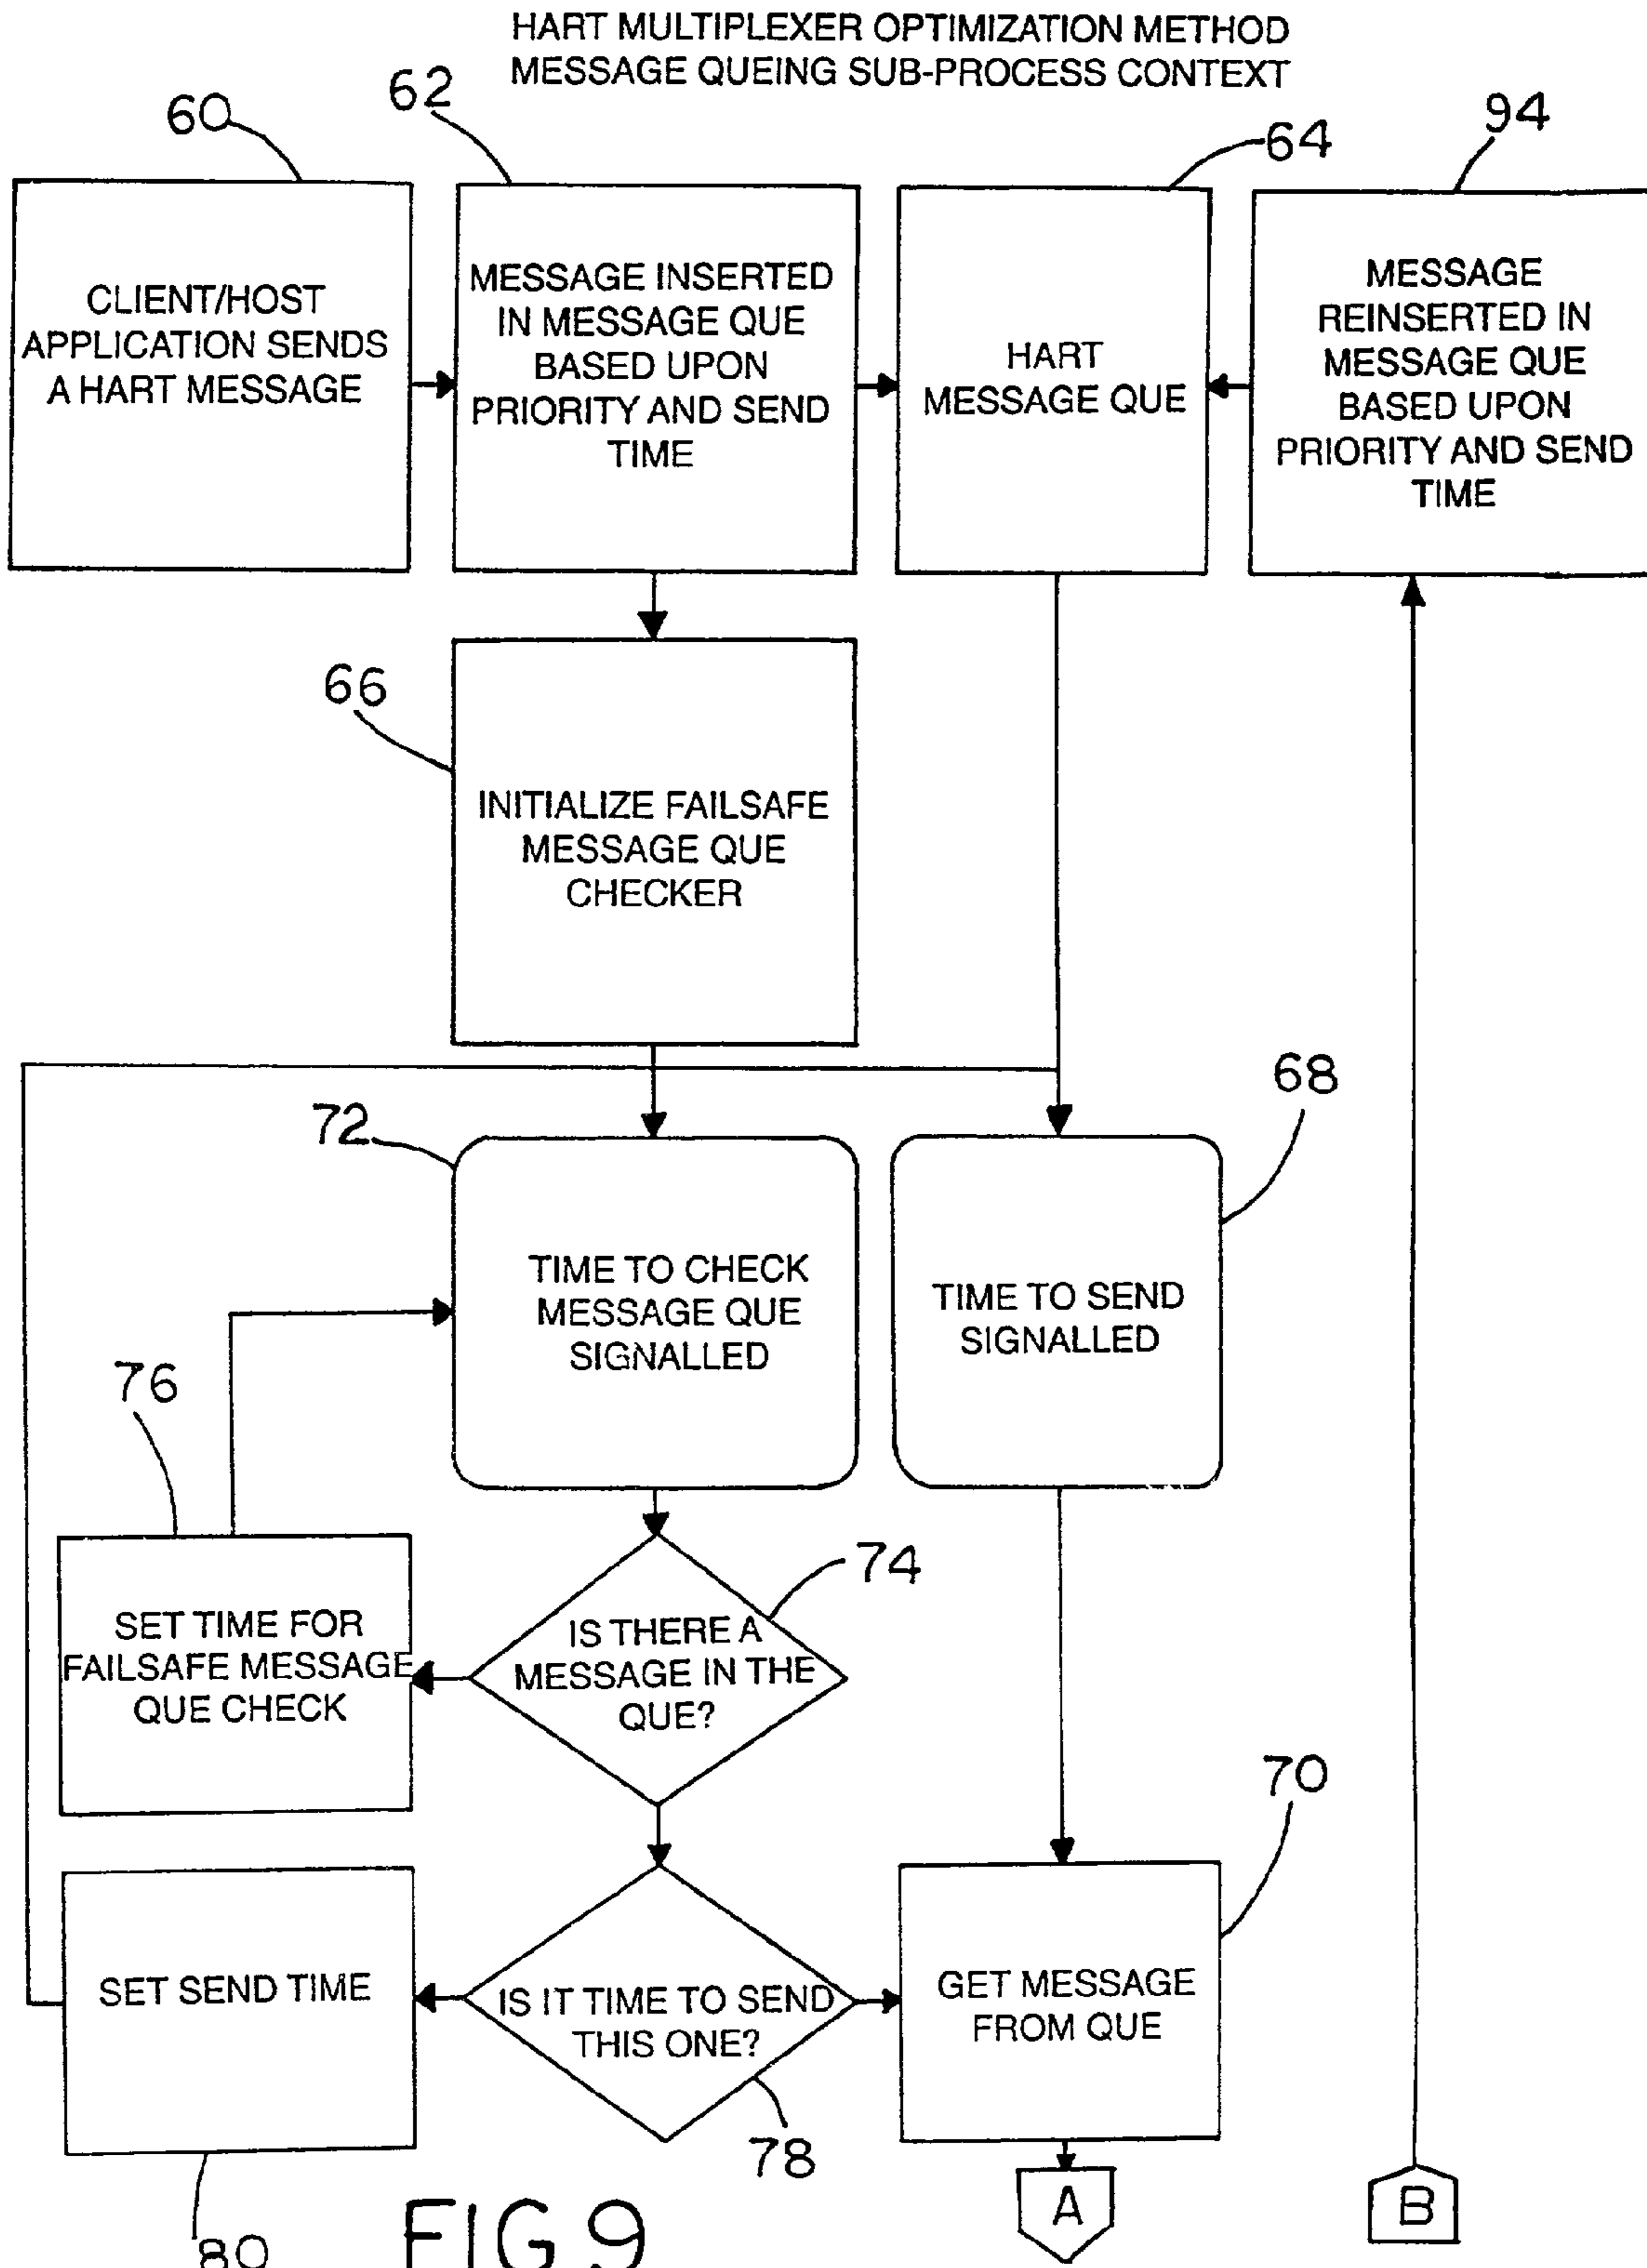 HART MULTIPLEXER OPTIMIZATION METHOD
MESSAGE QUEING SUB-PROCESS CONTEXT
60
62
64
94
CLIENT/HOST
APPLICATION SENDS
A HART MESSAGE
MESSAGE INSERTED
IN MESSAGE QUE
BASED UPON
PRIORITY AND SEND
TIME
HART
MESSAGE QUE
MESSAGE
REINSERTED IN
MESSAGE QUE
BASED UPON
PRIORITY AND SEND
TIME
66
INITIALIZE FAILSAFE
MESSAGE QUE
CHECKER
72
68
TIME TO CHECK
MESSAGE QUE
SIGNALLED
TIME TO SEND
SIGNALLED
76
74
SET TIME FOR
FAILSAFE MESSAGE
QUE CHECK
IS THERE A
MESSAGE IN THE
QUE?
70
SET SEND TIME
IS IT TIME TO SEND
THIS ONE?
GET MESSAGE
FROM QUE
78
80
A
B
FIG.9